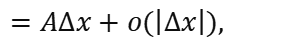 = AΔx + o(|Δx|),